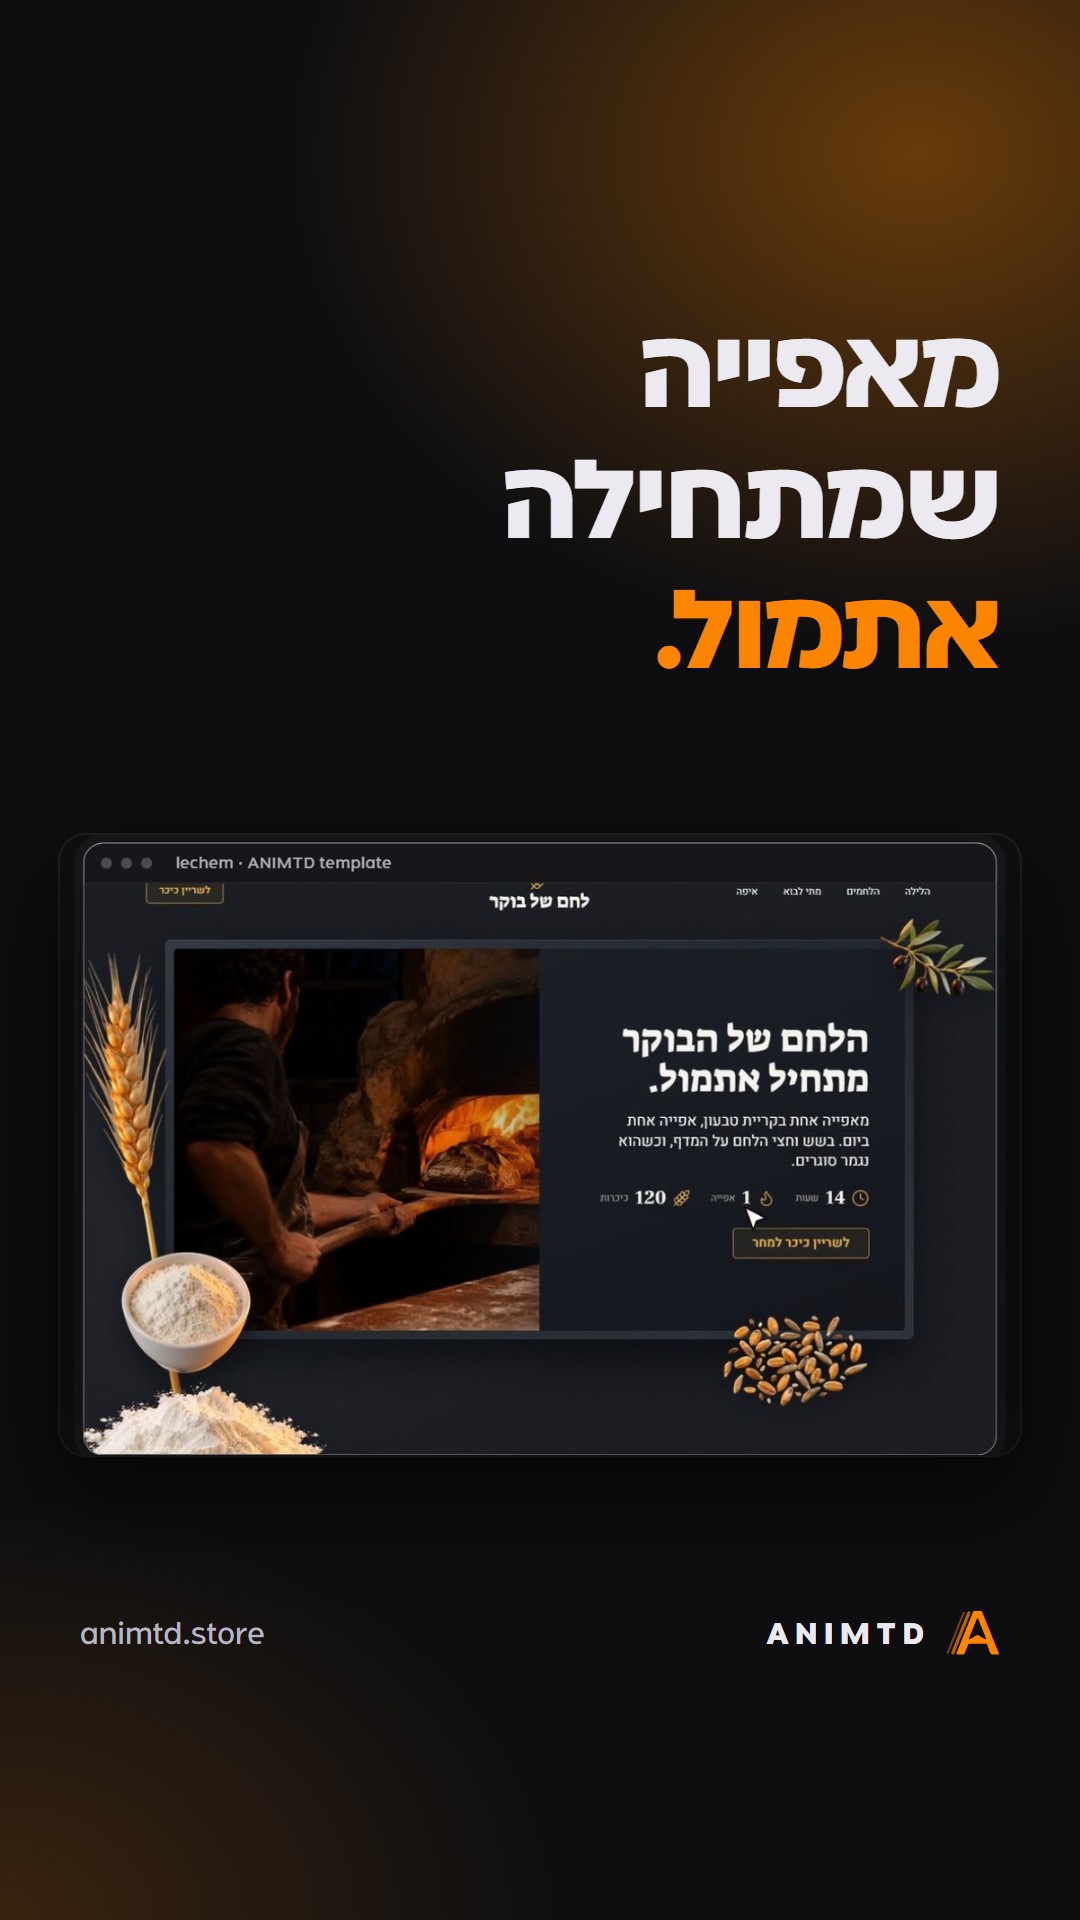 מאפייה
שמתחילה
אתמול.
lechem · ANIMTD template
הלילה
הלחמים
מתי לבוא
איפה
לחם של בוקר
לשריין כיכר
הלחם של הבוקר
מתחיל אתמול.
מאפייה אחת בקריית טבעון, אפייה אחת
ביום. בשש וחצי הלחם על המדף, וכשהוא
נגמר סוגרים.
14 שעות
1 אפייה
120 כיכרות
לשריין כיכר למחר
ANIMTD
animtd.store